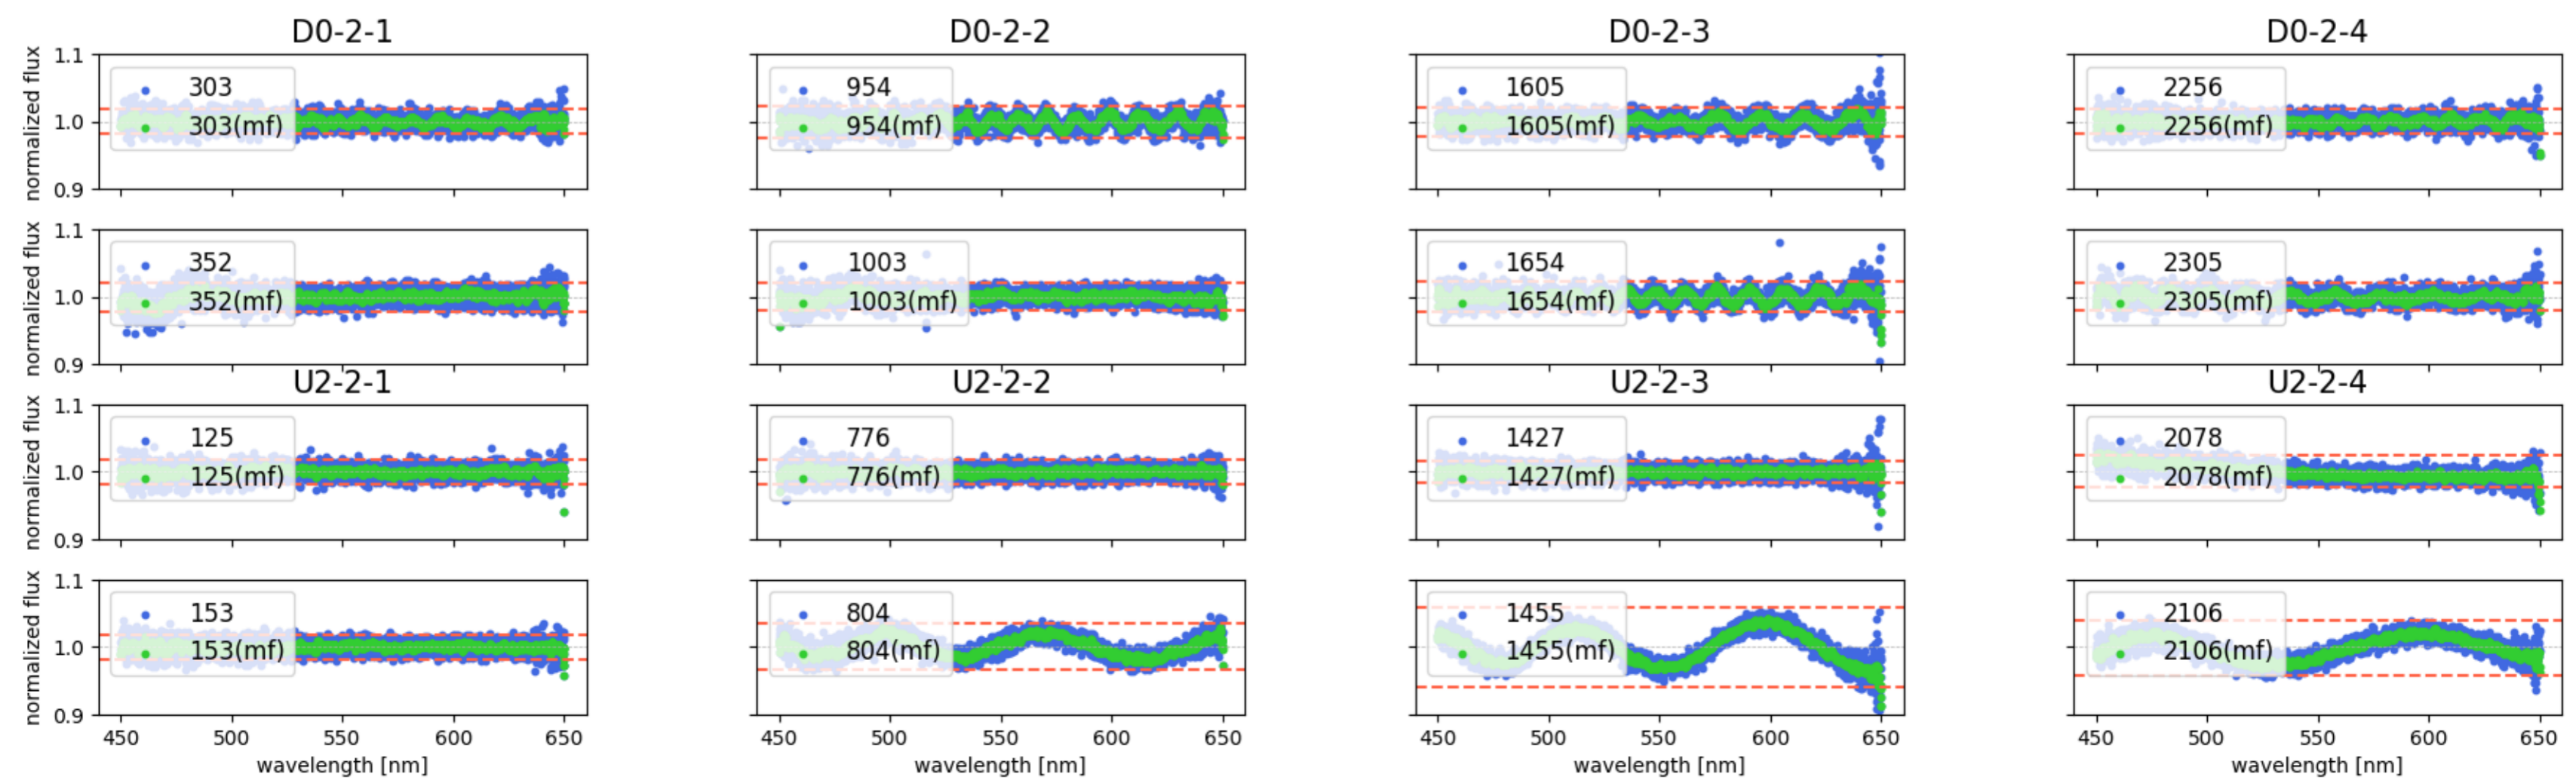 D0-2-1 D0-2-2 D0-2-3 D0-2-4
normalized flux
1.1
1.0
0.9
303
303(mf)
954
954(mf)
1605
1605(mf)
2256
2256(mf)
normalized flux
1.1
1.0
0.9
352
352(mf)
1003
1003(mf)
1654
1654(mf)
2305
2305(mf)
U2-2-1 U2-2-2 U2-2-3 U2-2-4
normalized flux
1.1
1.0
0.9
125
125(mf)
776
776(mf)
1427
1427(mf)
2078
2078(mf)
normalized flux
1.1
1.0
0.9
153
153(mf)
804
804(mf)
1455
1455(mf)
2106
2106(mf)
450 500 550 600 650 450 500 550 600 650 450 500 550 600 650 450 500 550 600 650
wavelength [nm] wavelength [nm] wavelength [nm] wavelength [nm]